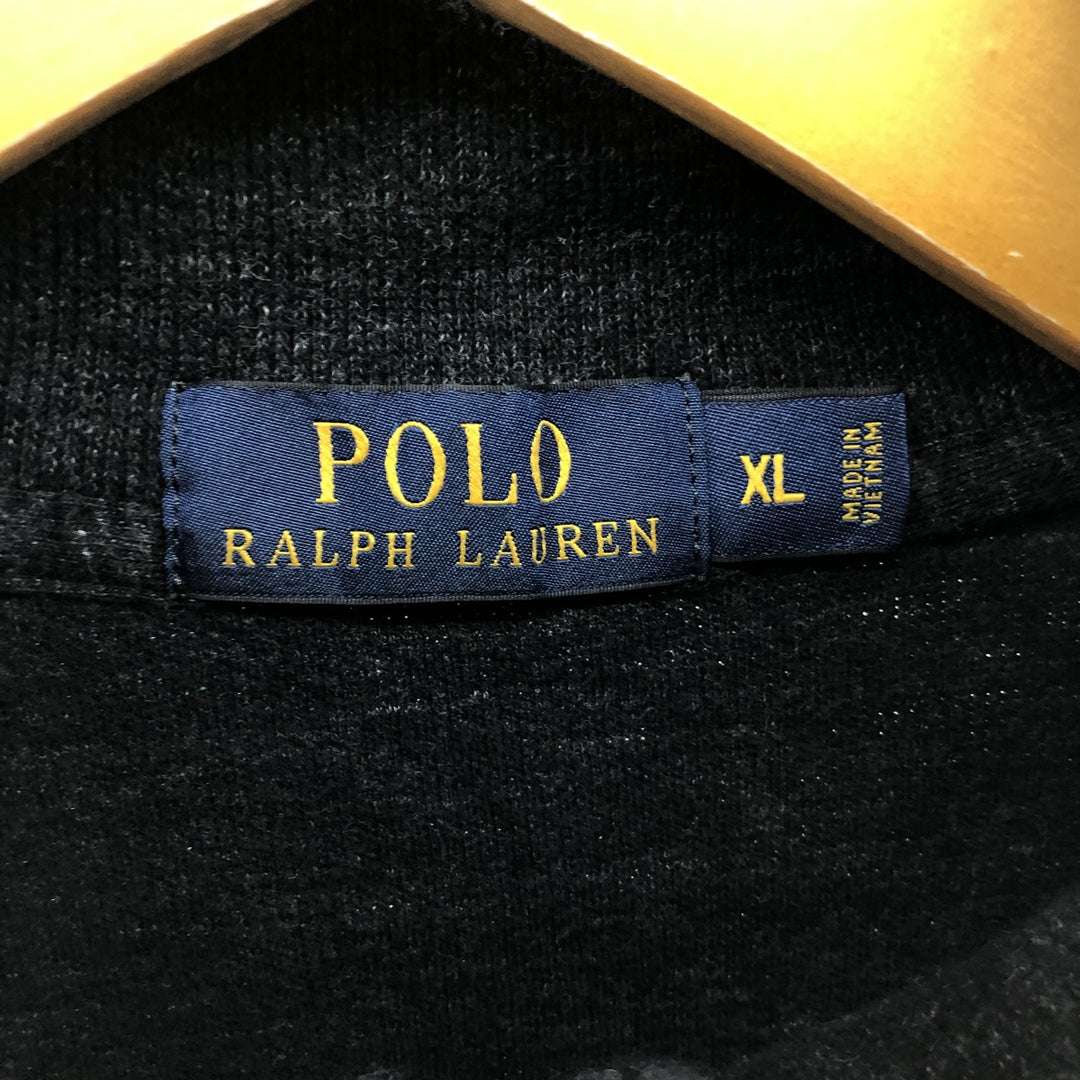 POLO
RALPH LAUREN
XL
MADE IN
VIETNAM